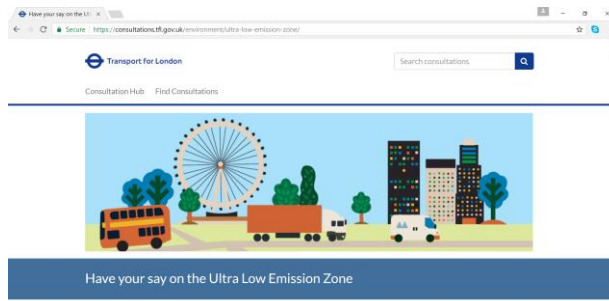 Have your say on the Ult
Secure https://consultations.tfl.gov.uk/environment/ultra-low-emission-zone/
Transport for London
Search consultations
Consultation Hub Find Consultations
Have your say on the Ultra Low Emission Zone